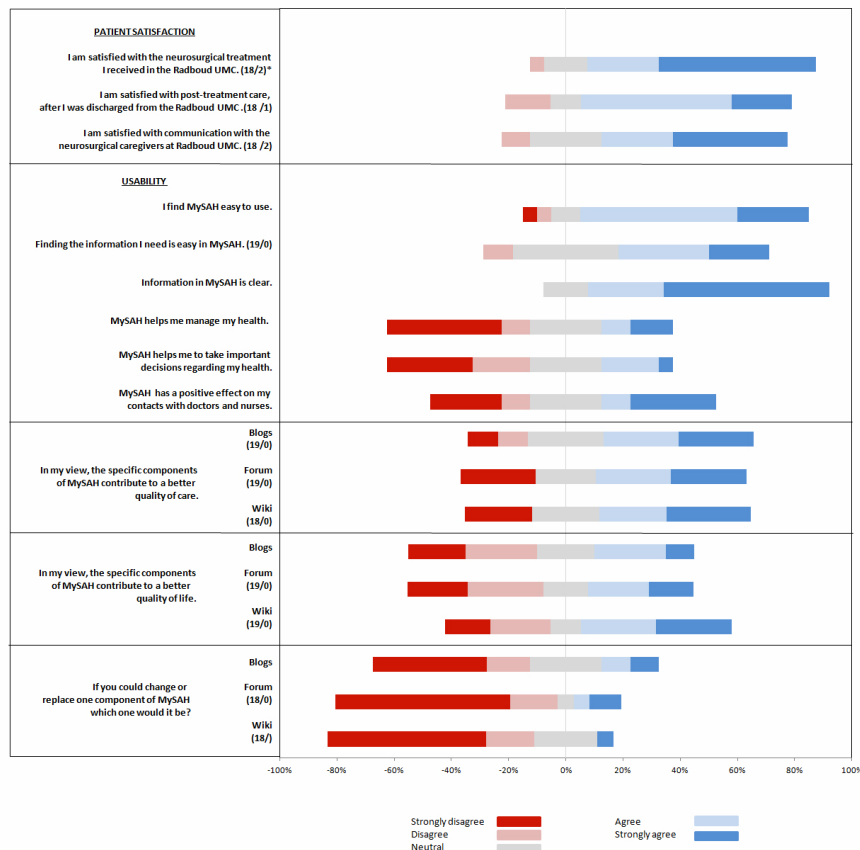 PATIENT SATISFACTION
I am satisfied with the neurosurgical treatment
I received in the Radboud UMC. (18/2)*
I am satisfied with post-treatment care,
after I was discharged from the Radboud UMC .(18 /1)
I am satisfied with communication with the
neurosurgical caregivers at Radboud UMC. (18 /2)
USABILITY
I find MySAH easy to use.
Finding the information I need is easy in MySAH. (19/0)
Information in MySAH is clear.
MySAH helps me manage my health.
MySAH helps me to take important
decisions regarding my health.
MySAH has a positive effect on my
contacts with doctors and nurses.
Blogs
(19/0)
In my view, the specific components
of MySAH contribute to a better
quality of care.
Forum
(19/0)
Wiki
(18/0)
Blogs
In my view, the specific components
of MySAH contribute to a better
quality of life.
Forum
(19/0)
Wiki
(19/0)
Blogs
If you could change or
replace one component of MySAH
which one would it be?
Forum
(18/0)
Wiki
(18/)
-100% -80% -60% -40% -20% 0% 20% 40% 60% 80% 100%
Strongly disagree
Disagree
Neutral
Agree
Strongly agree